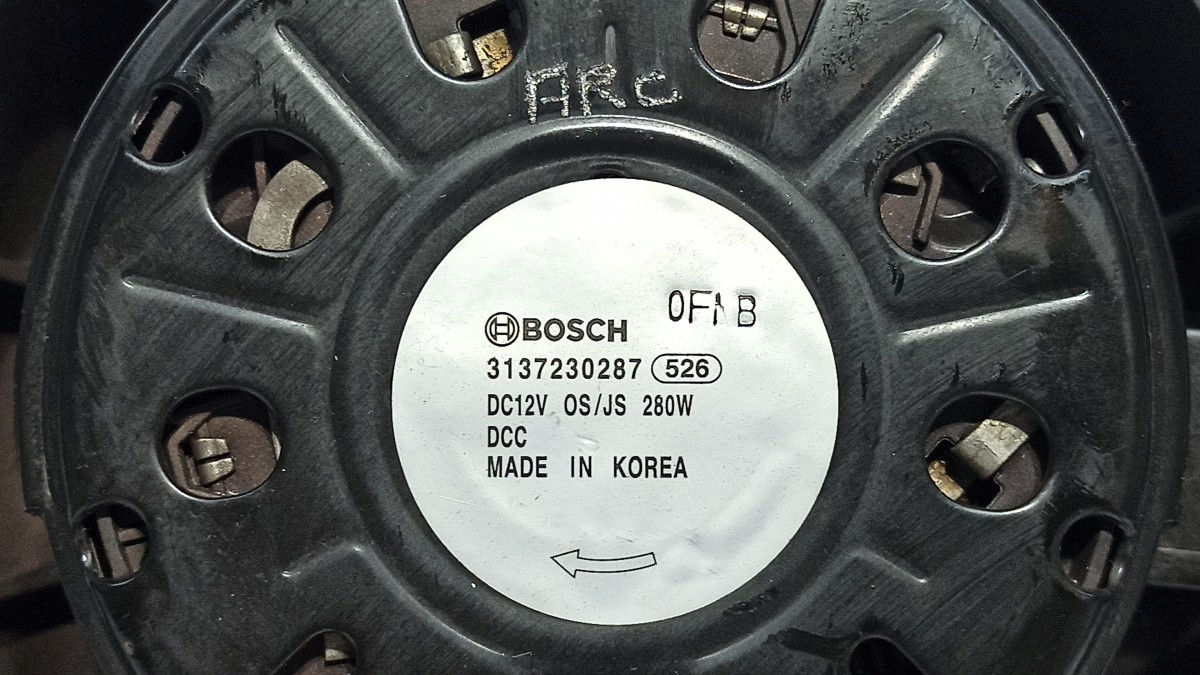 ARC
BOSCH
3137230287 526
DC12V OS/JS 280W
DCC
MADE IN KOREA